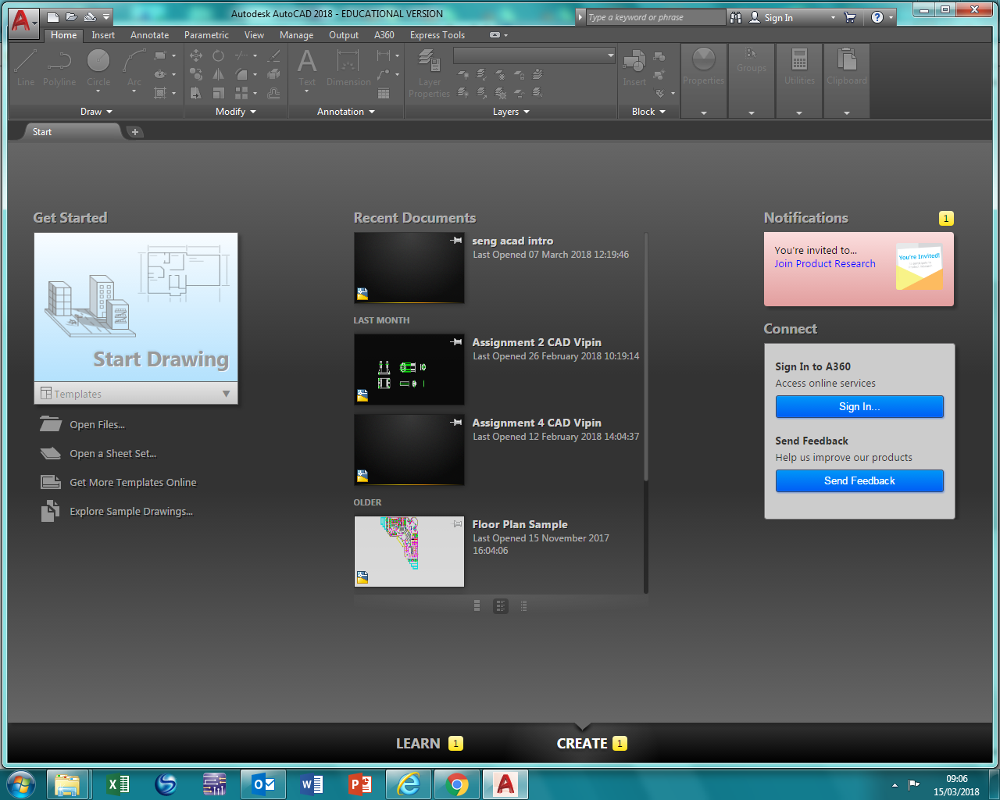 Autodesk AutoCAD 2018 - EDUCATIONAL VERSION
Type a keyword or phrase
Sign In
Home Insert Annotate Parametric View Manage Output A360 Express Tools
Line Polyline Circle Arc
Text Dimension
Layer Properties
Insert
Properties
Groups
Utilities
Clipboard
Draw Modify Annotation Layers Block
Start
Get Started
Start Drawing
Templates
Open Files...
Open a Sheet Set...
Get More Templates Online
Explore Sample Drawings...
Recent Documents
seng acad intro
Last Opened 07 March 2018 12:19:46
LAST MONTH
Assignment 2 CAD Vipin
Last Opened 26 February 2018 10:19:14
Assignment 4 CAD Vipin
Last Opened 12 February 2018 14:04:37
OLDER
Floor Plan Sample
Last Opened 15 November 2017
16:04:06
Notifications 1
You're invited to...
Join Product Research
You're Invited!
Connect
Sign In to A360
Access online services
Sign In...
Send Feedback
Help us improve our products
Send Feedback
LEARN 1
CREATE 1
09:06
15/03/2018